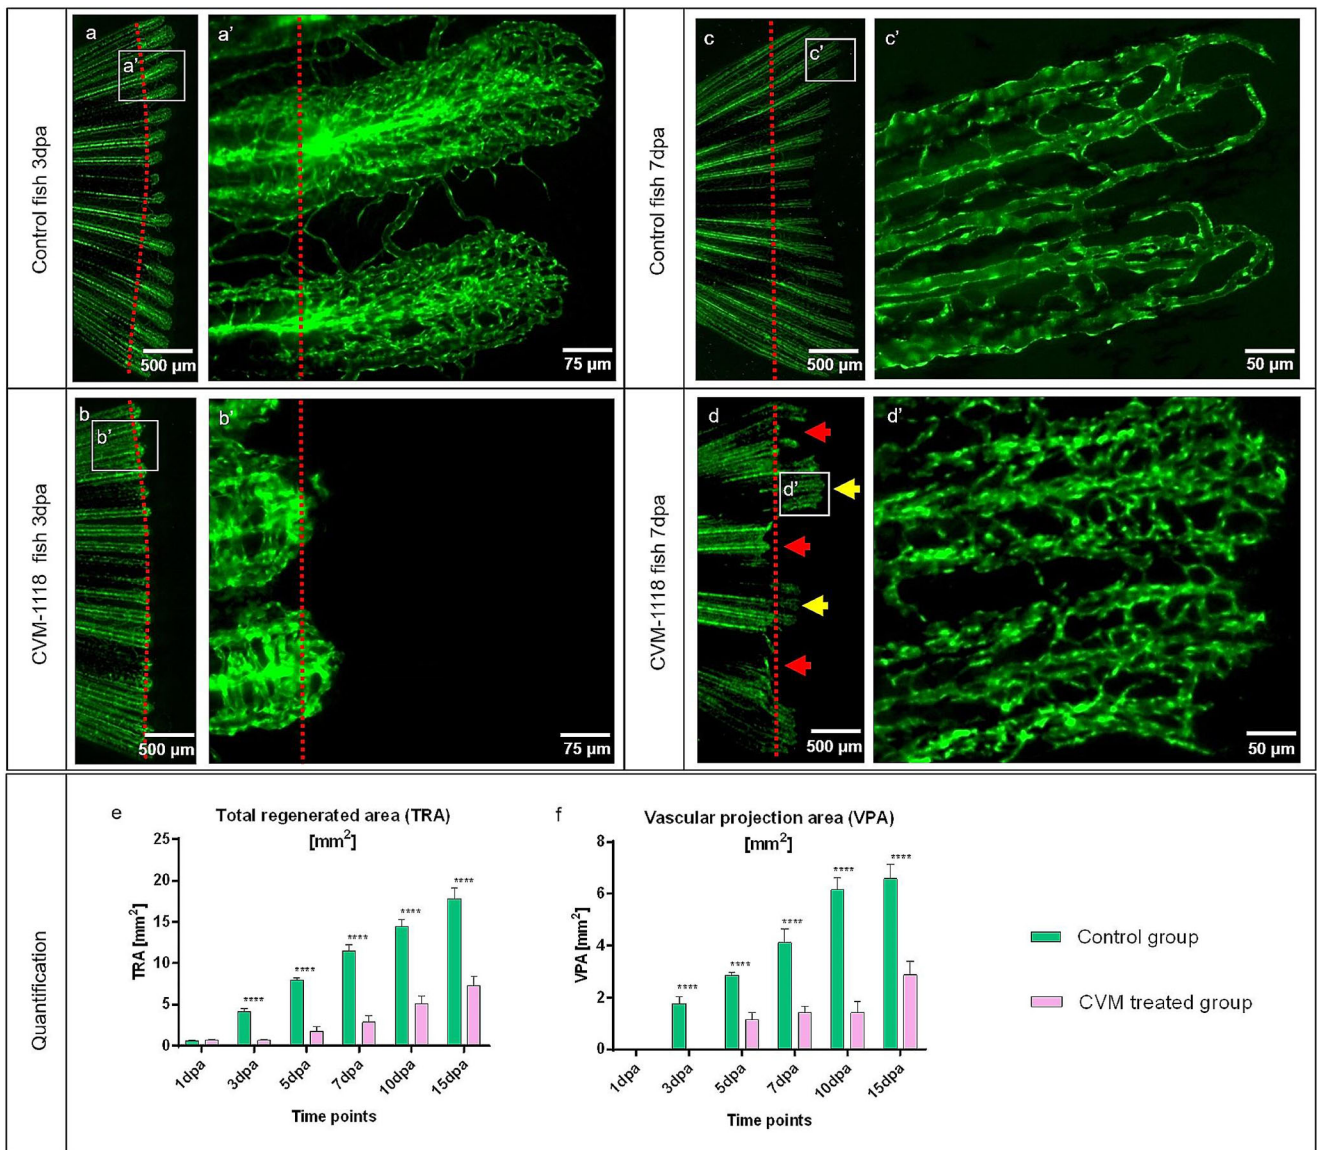 Control fish 3dpa
a
a'
500 µm
a'
75 µm
Control fish 7dpa
c
c'
500 µm
c'
50 µm
CVM-1118 fish 3dpa
b
b'
500 µm
b'
75 µm
CVM-1118 fish 7dpa
d
d'
500 µm
d'
50 µm
Quantification
e
Total regenerated area (TRA)
[mm²]
TRA [mm²]
25
20
15
10
5
0
****
****
****
****
****
1dpa
3dpa
5dpa
7dpa
10dpa
15dpa
Time points
f
Vascular projection area (VPA)
[mm²]
VPA [mm²]
8
6
4
2
0
****
****
****
****
****
1dpa
3dpa
5dpa
7dpa
10dpa
15dpa
Time points
Control group
CVM treated group